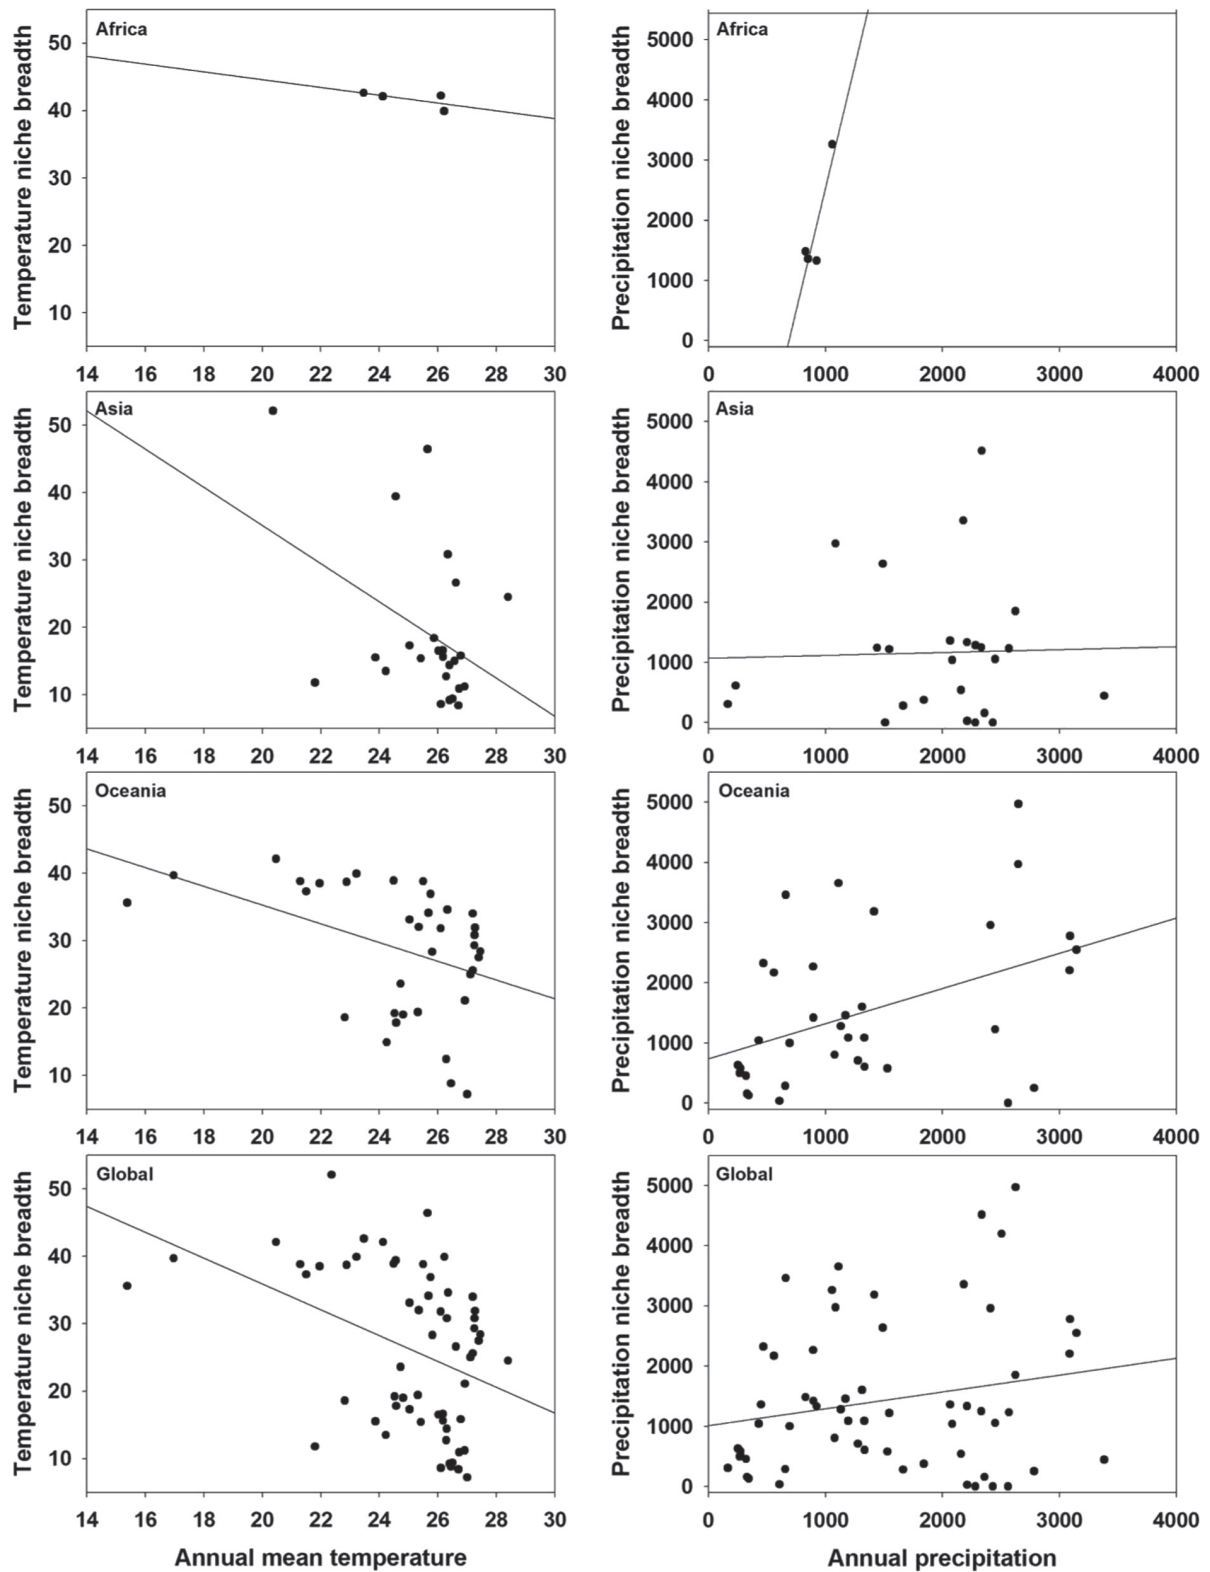 Africa
Temperature niche breadth
50
40
30
20
10
14 16 18 20 22 24 26 28 30
Africa
Precipitation niche breadth
5000
4000
3000
2000
1000
0
0 1000 2000 3000 4000
Asia
Temperature niche breadth
50
40
30
20
10
14 16 18 20 22 24 26 28 30
Asia
Precipitation niche breadth
5000
4000
3000
2000
1000
0
0 1000 2000 3000 4000
Oceania
Temperature niche breadth
50
40
30
20
10
14 16 18 20 22 24 26 28 30
Oceania
Precipitation niche breadth
5000
4000
3000
2000
1000
0
0 1000 2000 3000 4000
Global
Temperature niche breadth
50
40
30
20
10
14 16 18 20 22 24 26 28 30
Annual mean temperature
Global
Precipitation niche breadth
5000
4000
3000
2000
1000
0
0 1000 2000 3000 4000
Annual precipitation